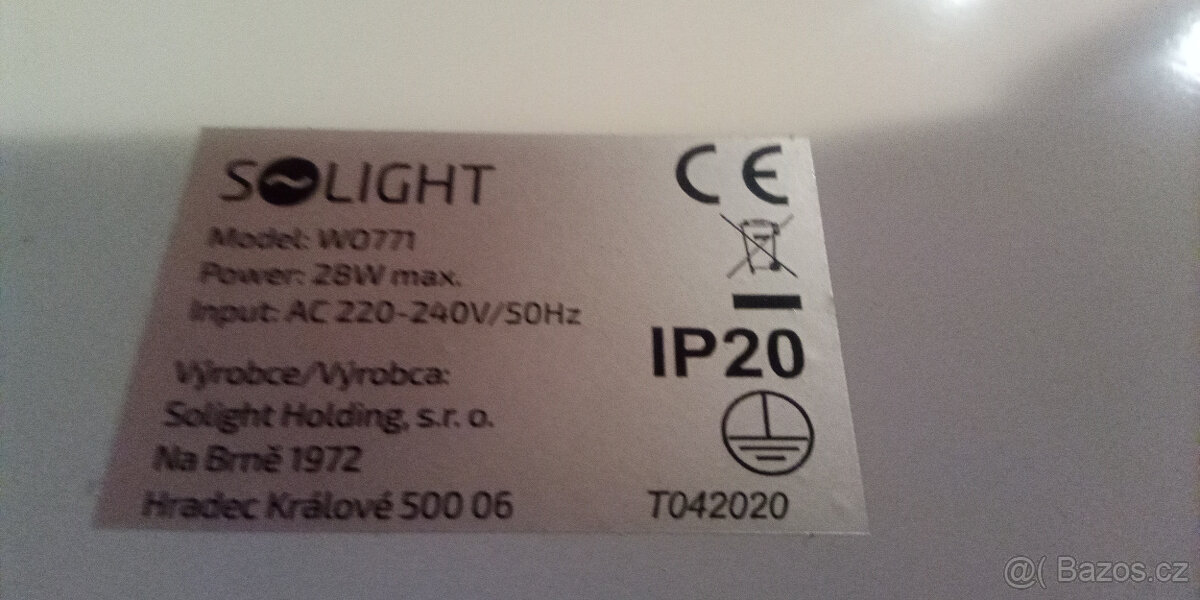 SOLIGHT
Model: WO771
Power: 28W max.
Input: AC 220-240V/50Hz
Výrobce/Výrobca:
Solight Holding, s.r. o.
Na Brně 1972
Hradec Králové 500 06
CE
IP20
T042020
@( Bazos.cz